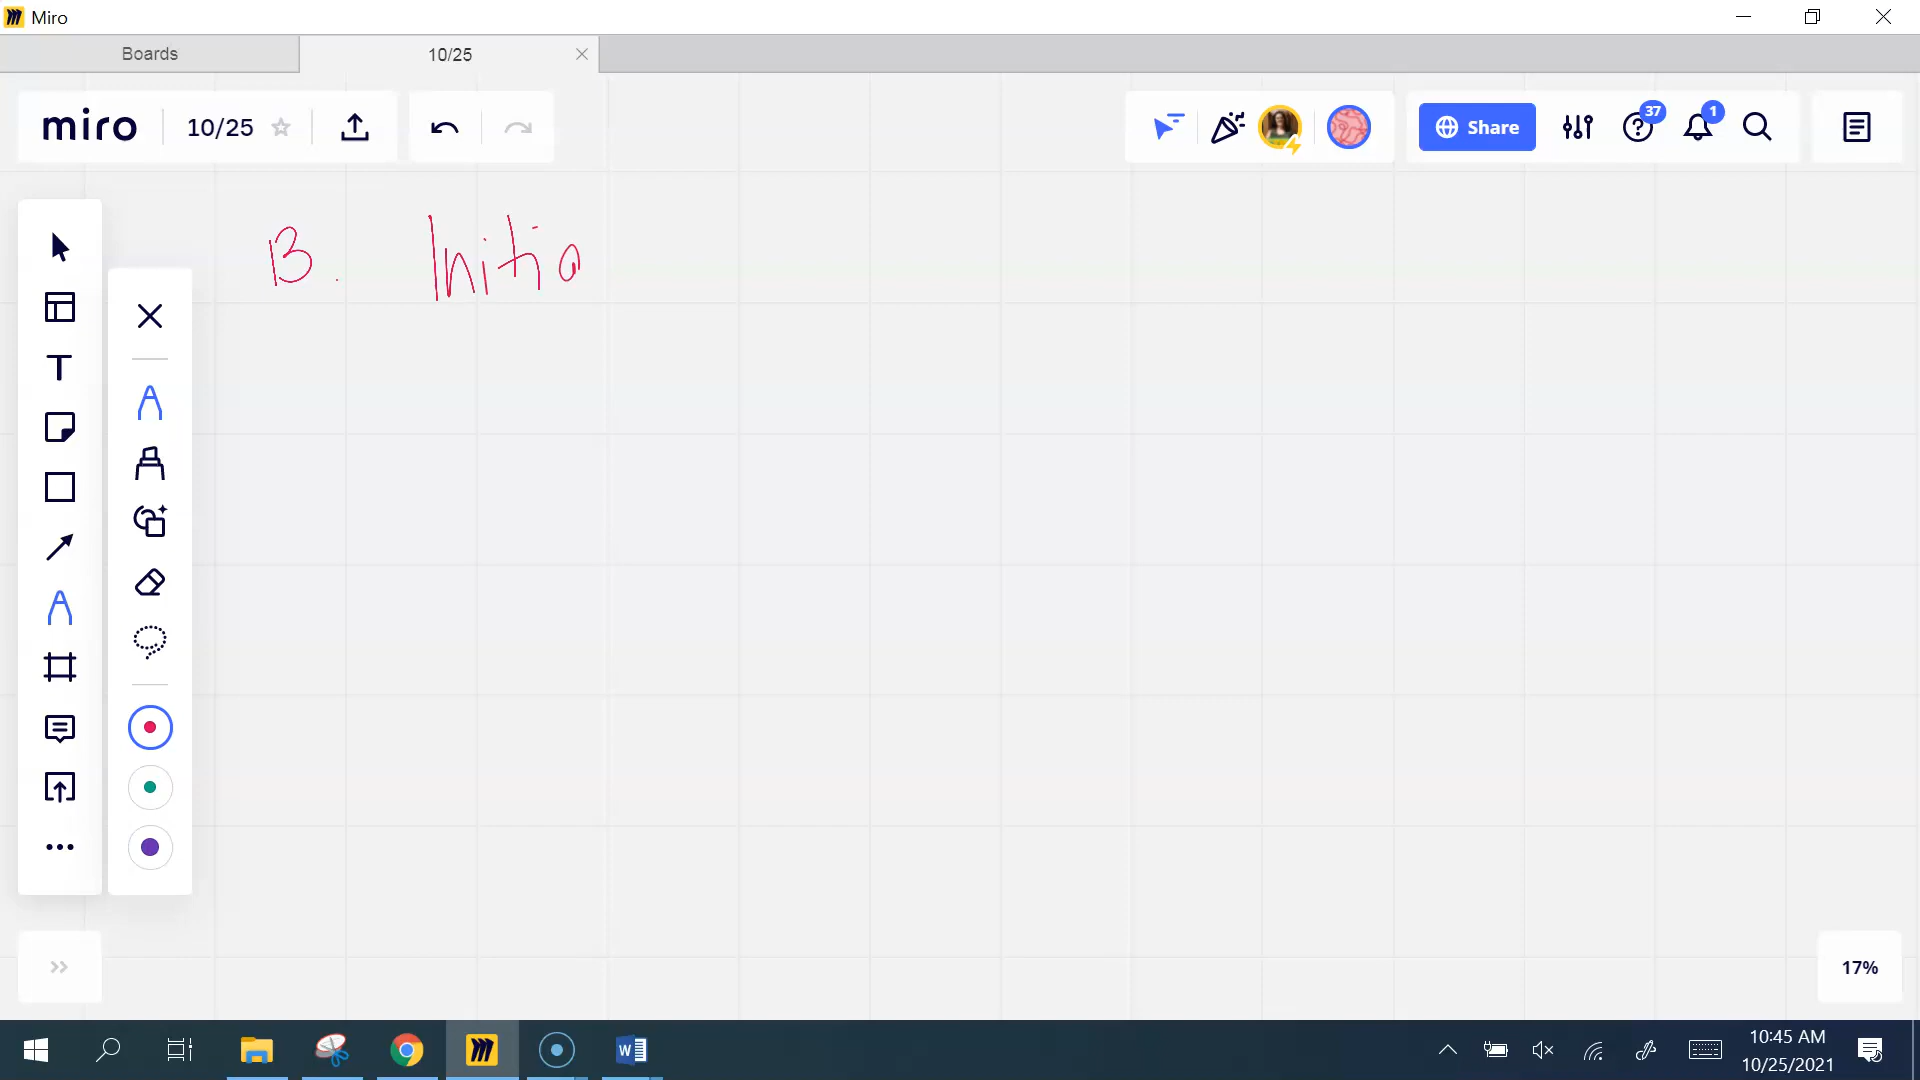 Miro
Boards 10/25
miro 10/25 Share 37 1
B. Initia
17%
10:45 AM
10/25/2021